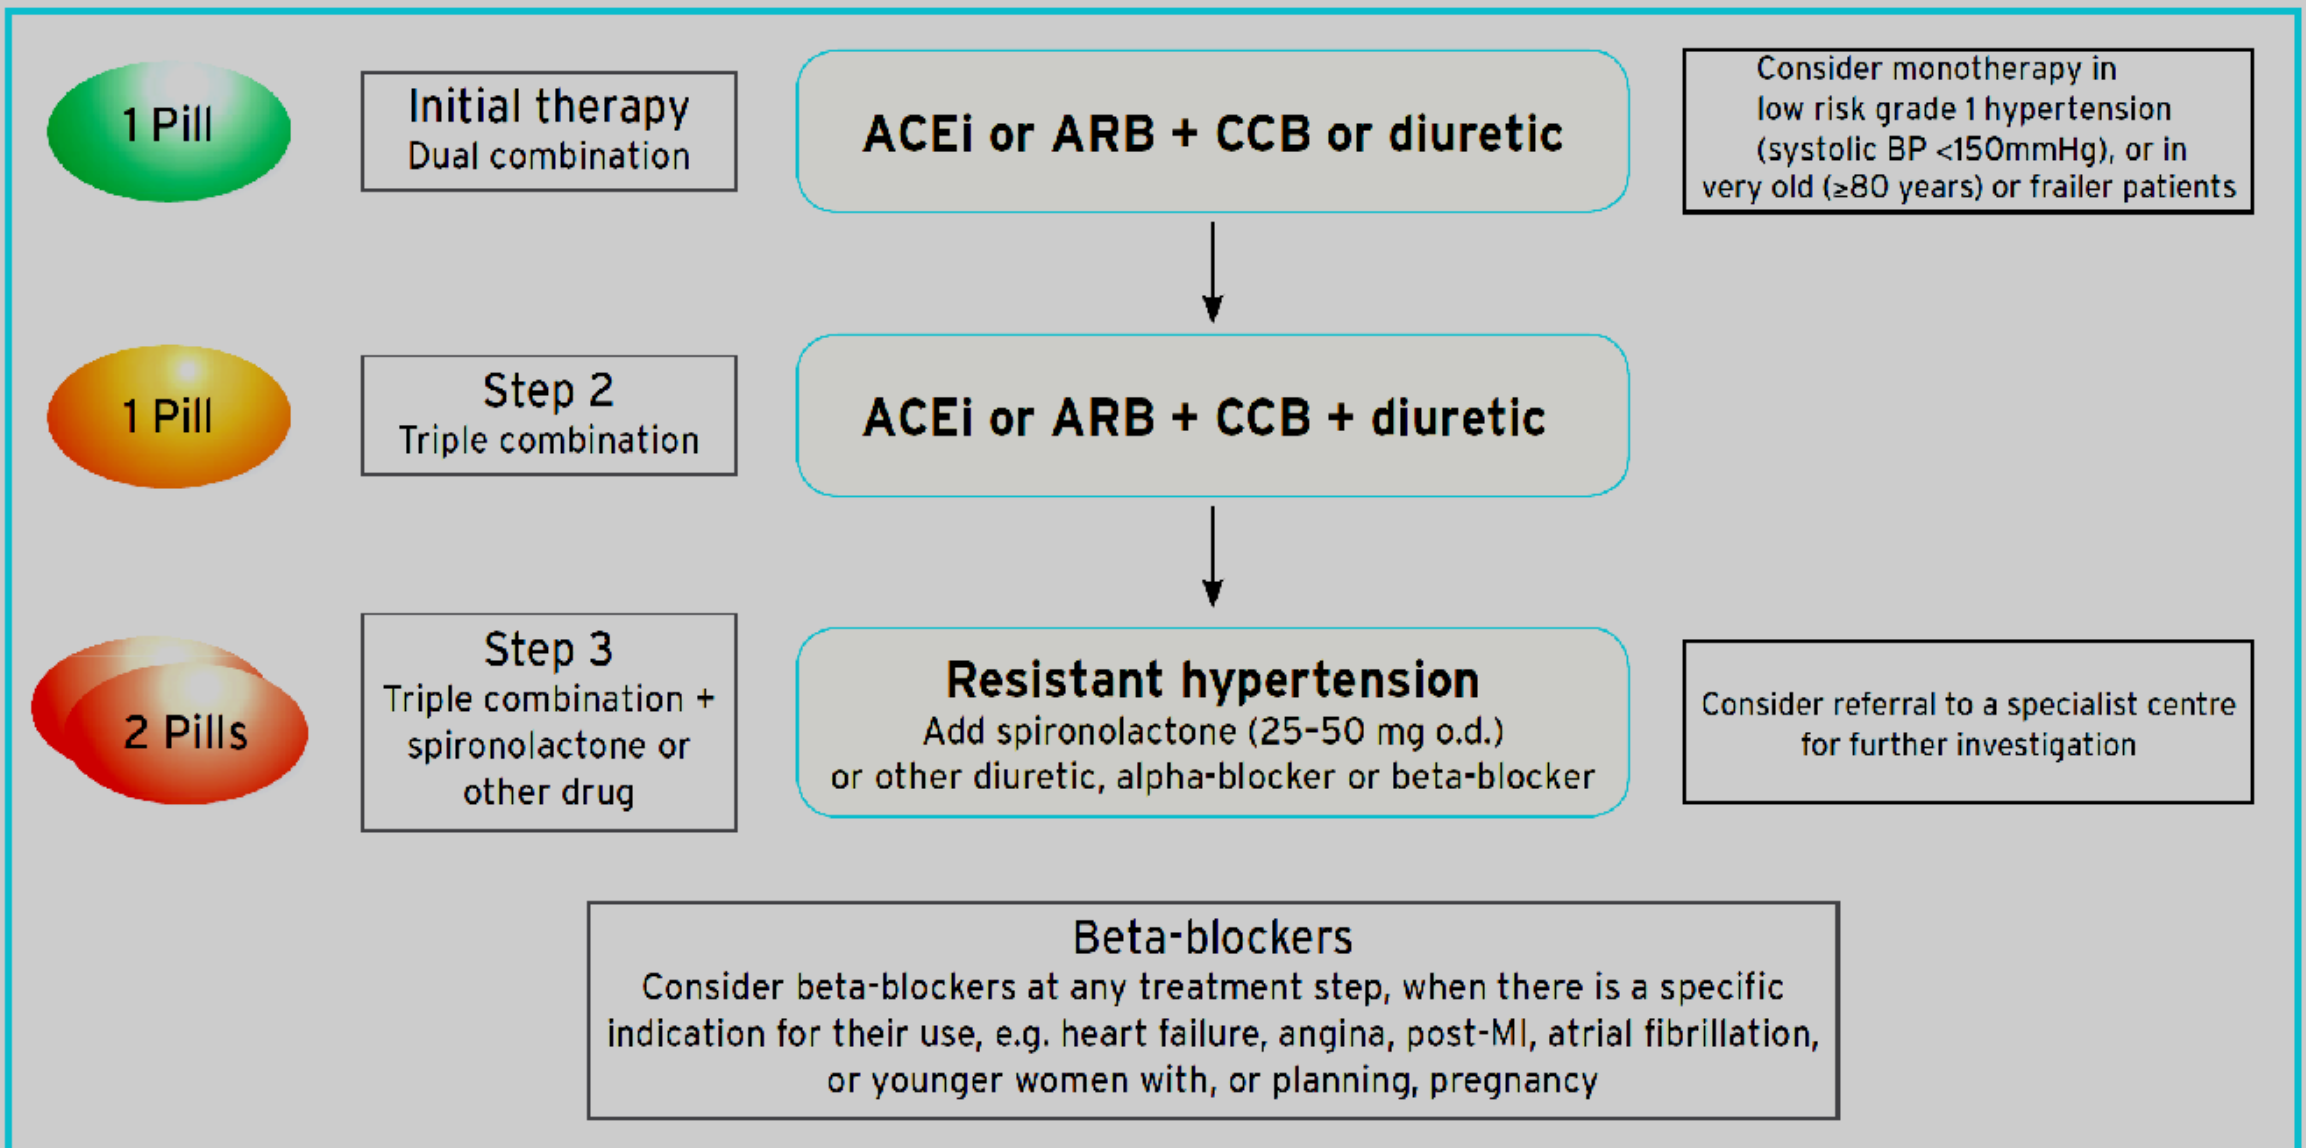 1 Pill
Initial therapy
Dual combination
ACEi or ARB + CCB or diuretic
Consider monotherapy in
low risk grade 1 hypertension
(systolic BP <150mmHg), or in
very old (≥80 years) or frailer patients
1 Pill
Step 2
Triple combination
ACEi or ARB + CCB + diuretic
2 Pills
Step 3
Triple combination +
spironolactone or
other drug
Resistant hypertension
Add spironolactone (25-50 mg o.d.)
or other diuretic, alpha-blocker or beta-blocker
Consider referral to a specialist centre
for further investigation
Beta-blockers
Consider beta-blockers at any treatment step, when there is a specific
indication for their use, e.g. heart failure, angina, post-MI, atrial fibrillation,
or younger women with, or planning, pregnancy